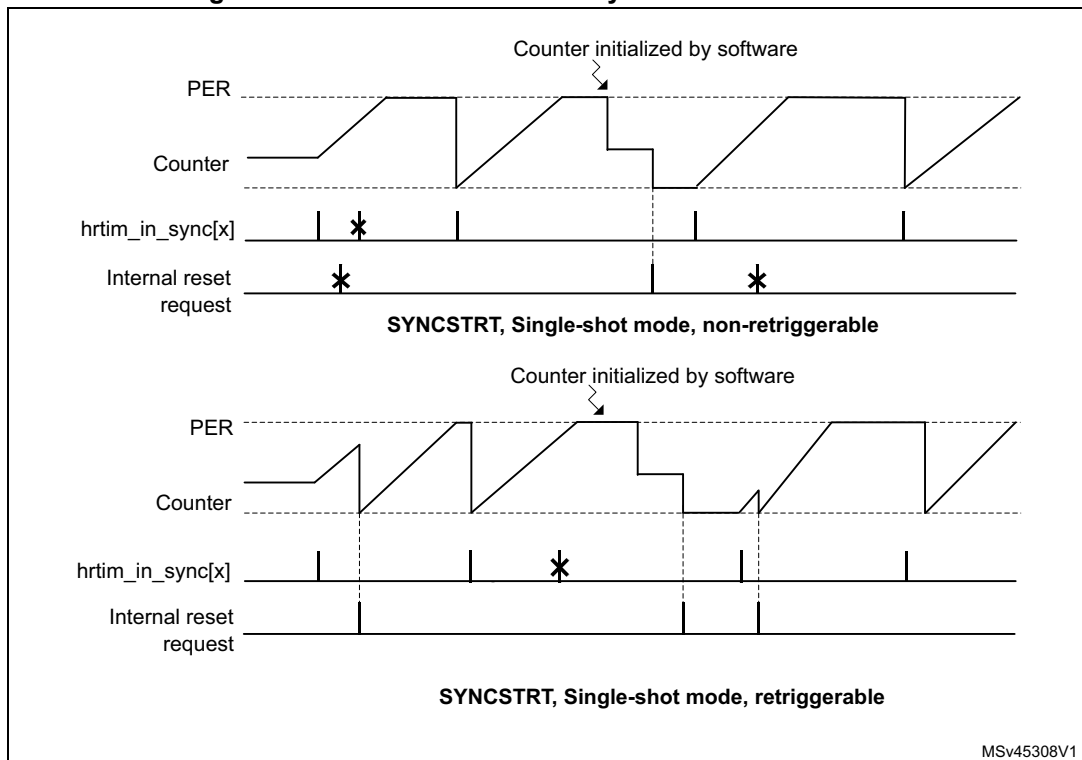 Counter initialized by software
PER
Counter
hrtim_in_sync[x]
Internal reset
request
SYNCSTRT, Single-shot mode, non-retriggerable
Counter initialized by software
PER
Counter
hrtim_in_sync[x]
Internal reset
request
SYNCSTRT, Single-shot mode, retriggerable
MSv45308V1